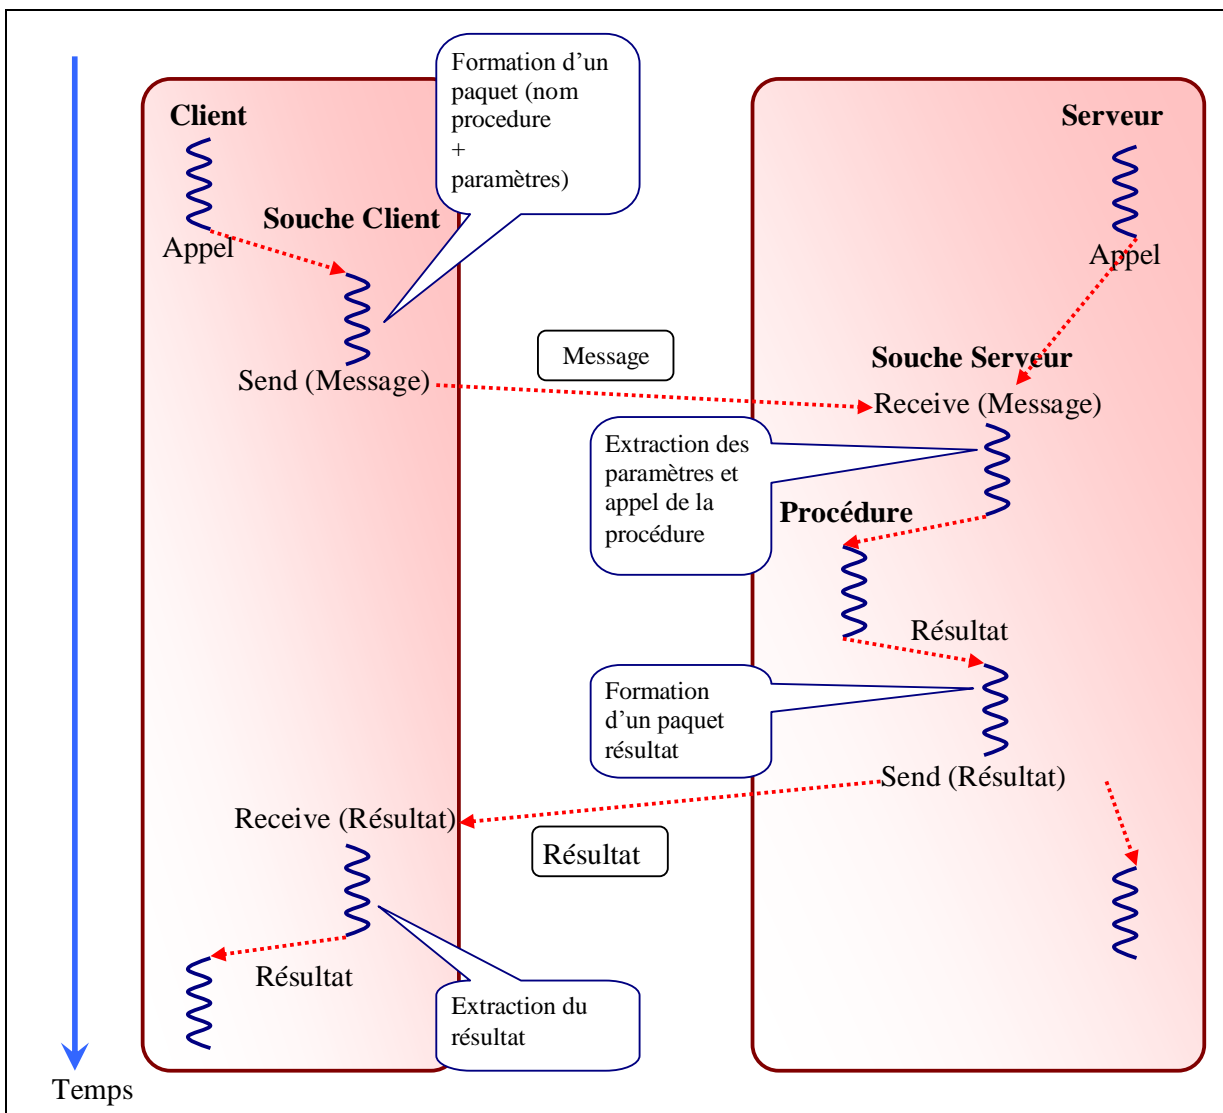 Formation d'un
paquet (nom
procedure
+
paramètres)
Client
Serveur
Souche Client
Appel
Appel
Message
Souche Serveur
Send (Message)
Receive (Message)
Extraction des
paramètres et
appel de la
procédure
Procédure
Résultat
Formation
d'un paquet
résultat
Send (Résultat)
Receive (Résultat)
Résultat
Résultat
Extraction du
résultat
Temps